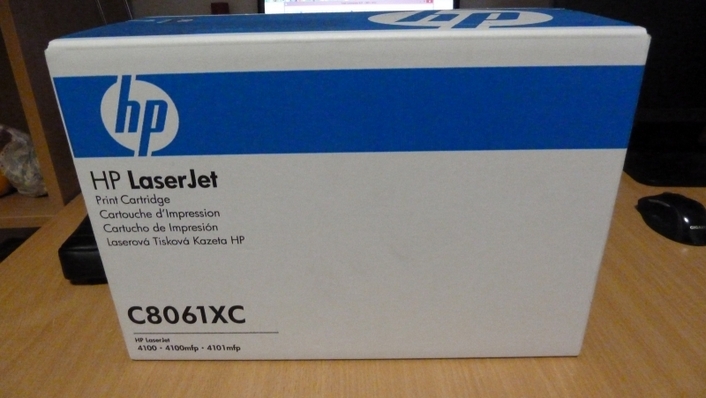 hp
hp
HP LaserJet
Print Cartridge
Cartouche d'Impression
Cartucho de Impresión
Laserová Tisková Kazeta HP
C8061XC
HP LaserJet
4100 • 4100mfp • 4101mfp